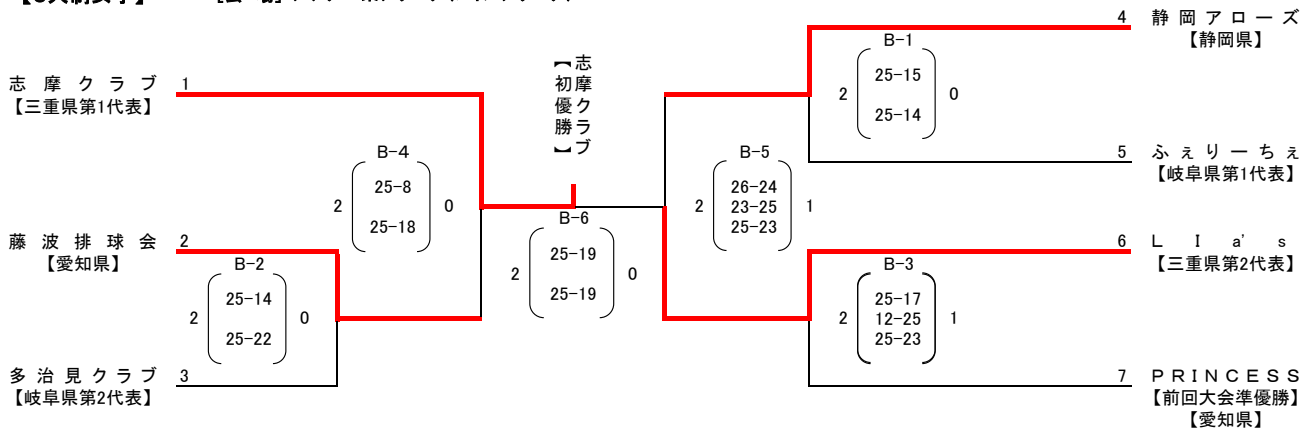 志摩クラブ 1
【三重県第1代表】
藤波排球会 2
【愛知県】
多治見クラブ 3
【岐阜県第2代表】
B-2
2 25-14 0
25-22
B-4
2 25-8 0
25-18
志摩クラブ
【初優勝】
B-6
2 25-19 0
25-19
B-5
2 26-24 1
23-25
25-23
B-1
2 25-15 0
25-14
B-3
2 25-17 1
12-25
25-23
4 静岡アローズ
【静岡県】
5 ふぇりーちぇ
【岐阜県第1代表】
6 LIa's
【三重県第2代表】
7 PRINCESS
【前回大会準優勝】
【愛知県】